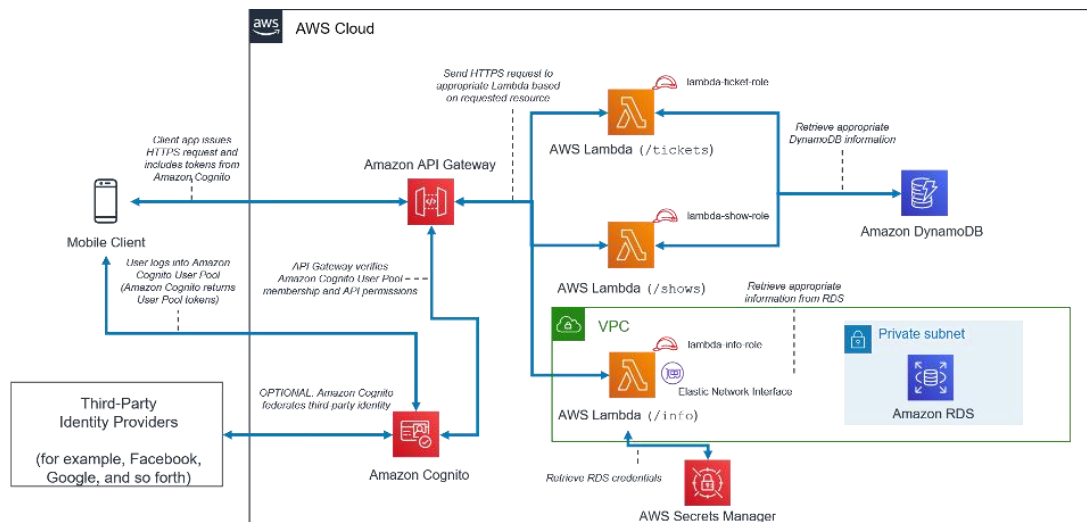 aws
AWS Cloud
Send HTTPS request to
appropriate Lambda based
on requested resource
lambda-ticket-role
AWS Lambda (/tickets)
Retrieve appropriate
DynamoDB information
Client app issues
HTTPS request and
includes tokens from
Amazon Cognito
Amazon API Gateway
Mobile Client
lambda-show-role
AWS Lambda (/shows)
Amazon DynamoDB
User logs into Amazon
Cognito User Pool
(Amazon Cognito returns
User Pool tokens)
API Gateway verifies
Amazon Cognito User Pool
membership and API permissions
Retrieve appropriate
information from RDS
VPC
lambda-info-role
Elastic Network Interface
AWS Lambda (/info)
Private subnet
Amazon RDS
Third-Party
Identity Providers
(for example, Facebook,
Google, and so forth)
OPTIONAL. Amazon Cognito
federates third party identity
Amazon Cognito
Retrieve RDS credentials
AWS Secrets Manager